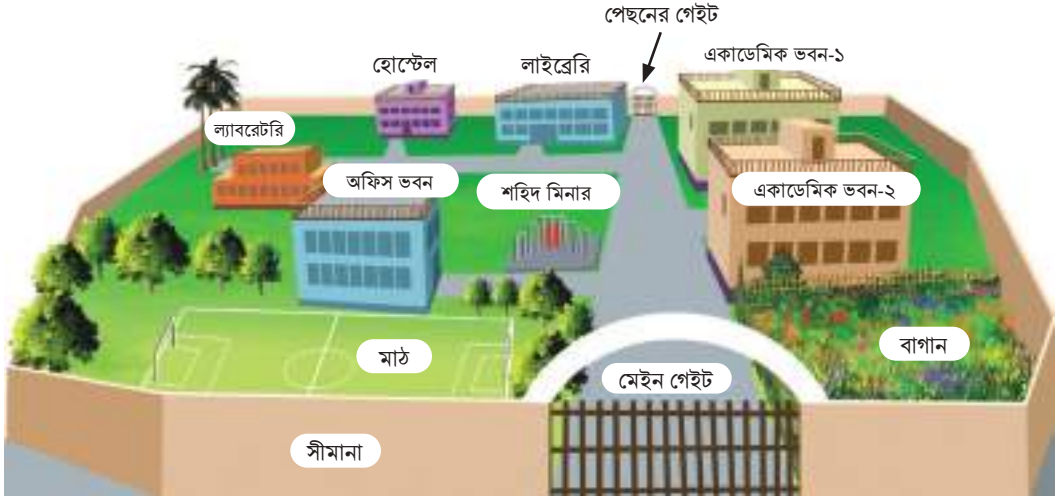 পেছনের গেইট
একাডেমিক ভবন-১
হোস্টেল
লাইব্রেরি
ল্যাবরেটরি
অফিস ভবন
শহিদ মিনার
একাডেমিক ভবন-২
মাঠ
বাগান
মেইন গেইট
সীমানা